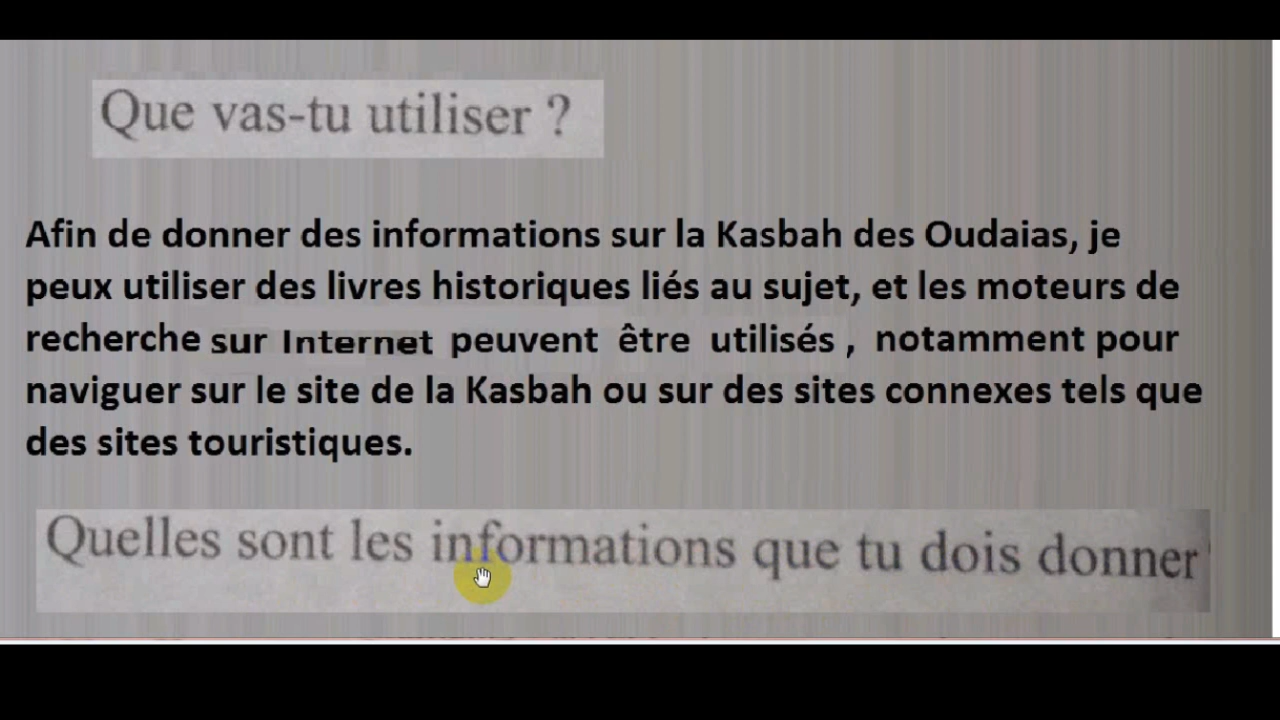 Que vas-tu utiliser ?
Afin de donner des informations sur la Kasbah des Oudaias, je
peux utiliser des livres historiques liés au sujet, et les moteurs de
recherche sur Internet peuvent être utilisés , notamment pour
naviguer sur le site de la Kasbah ou sur des sites connexes tels que
des sites touristiques.
Quelles sont les informations que tu dois donner